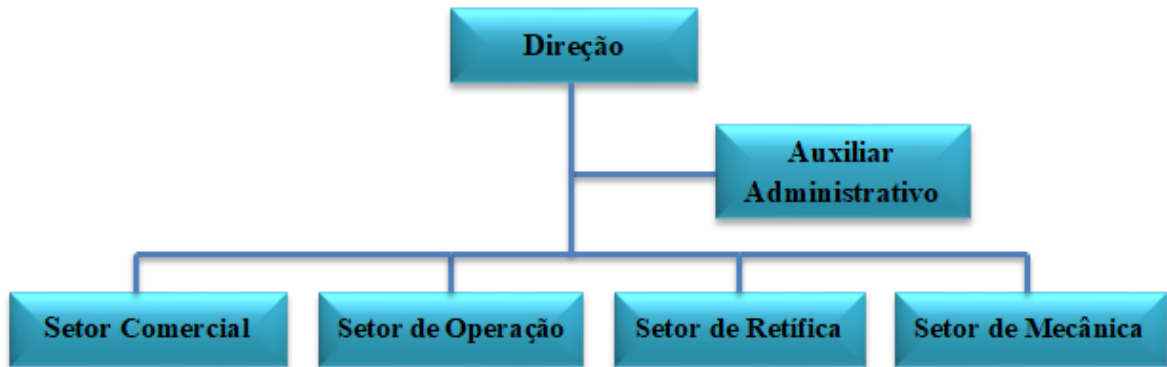 Direção
Auxiliar
Administrativo
Setor Comercial
Setor de Operação
Setor de Retífica
Setor de Mecânica